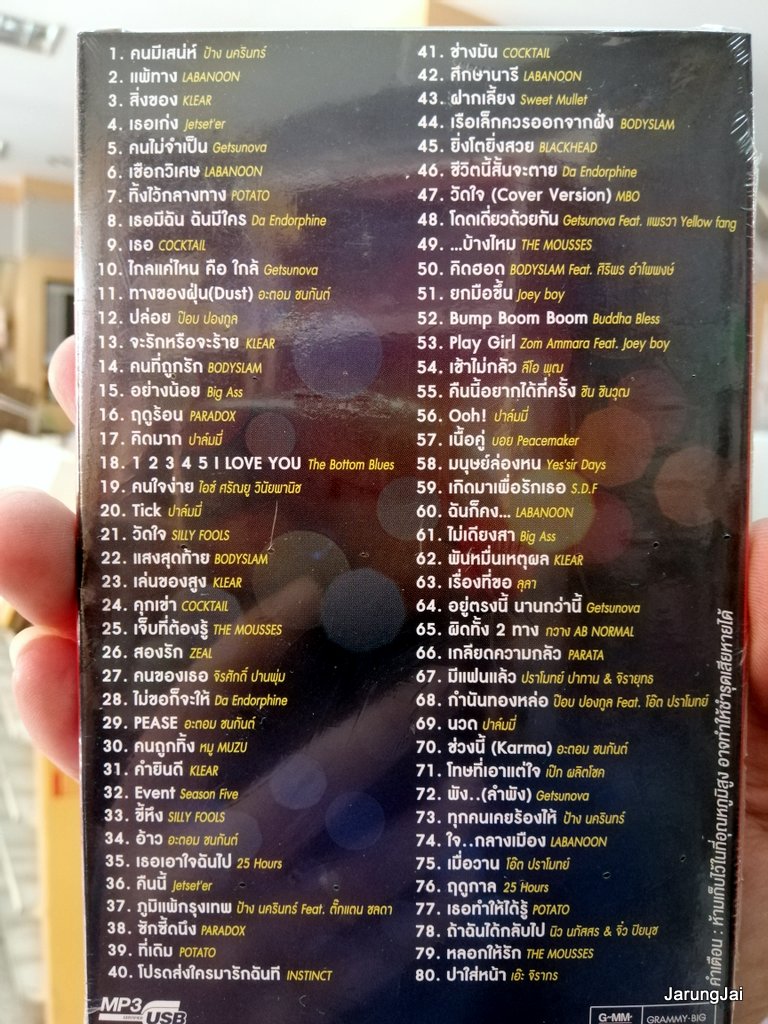 1. คนมีเสน่ห์ ป้าง นครินทร์
2. แพ้ทาง LABANOON
3. สิ่งของ KLEAR
4. เธอเก่ง Jetset'er
5. คนไม่จำเป็น Getsunova
6. เชือกวิเศษ LABANOON
7. ทิ้งไว้กลางทาง POTATO
8. เธอมีฉัน ฉันมีใคร Da Endorphine
9. เธอ COCKTAIL
10. ไกลแค่ไหน คือ ใกล้ Getsunova
11. ทางของฝุ่น(Dust) อะตอม ชนกันต์
12. ปล่อย ป๊อบ ปองกูล
13. จะรักหรือจะร้าย KLEAR
14. คนที่ถูกรัก BODYSLAM
15. อย่างน้อย Big Ass
16. ฤดูร้อน PARADOX
17. คิดมาก ปาล์มมี่
18. 1 2 3 4 5 I LOVE YOU The Bottom Blues
19. คนใจง่าย ไอซ์ ศรัณยู วินัยพานิช
20. Tick ปาล์มมี่
21. วัดใจ SILLY FOOLS
22. แสงสุดท้าย BODYSLAM
23. เล่นของสูง KLEAR
24. คุกเข่า COCKTAIL
25. เจ็บที่ต้องรู้ THE MOUSSES
26. สองรัก ZEAL
27. คนของเธอ จิรศักดิ์ ปานพุ่ม
28. ไม่ขอก็จะให้ Da Endorphine
29. PEASE อะตอม ชนกันต์
30. คนถูกทิ้ง หมู MUZU
31. คำยินดี KLEAR
32. Event Season Five
33. ขี้หึง SILLY FOOLS
34. อ้าว อะตอม ชนกันต์
35. เธอเอาใจฉันไป 25 Hours
36. คืนนี้ Jetset'er
37. ภูมิแพ้กรุงเทพ ป้าง นครินทร์ Feat. ตั๊กแตน ชลดา
38. ซักซี้ดนึง PARADOX
39. ที่เดิม POTATO
40. โปรดส่งใครมารักฉันที INSTINCT
41. ช่างมัน COCKTAIL
42. ศึกษานารี LABANOON
43. ฝากเลี้ยง Sweet Mullet
44. เรือเล็กควรออกจากฝั่ง BODYSLAM
45. ยิ่งโตยิ่งสวย BLACKHEAD
46. ชีวิตนี้สั้นจะตาย Da Endorphine
47. วัดใจ (Cover Version) MBO
48. โดดเดี่ยวด้วยกัน Getsunova Feat. แพรวา Yellow fang
49. ...บ้างไหม THE MOUSSES
50. คิดฮอด BODYSLAM Feat. ศิริพร อำไพพงษ์
51. ยกมือขึ้น Joey boy
52. Bump Boom Boom Buddha Bless
53. Play Girl Zom Ammara Feat. Joey boy
54. เข้าไม่กลัว ลีโอ พุฒ
55. คืนนี้อยากได้กี่ครั้ง ชิน ชินวุฒ
56. Ooh! ปาล์มมี่
57. เนื้อคู่ บอย Peacemaker
58. มนุษย์ล่องหน Yes'sir Days
59. เกิดมาเพื่อรักเธอ S.D.F
60. ฉันก็คง... LABANOON
61. ไม่เดียงสา Big Ass
62. พันหมื่นเหตุผล KLEAR
63. เรื่องที่ขอ ลุลา
64. อยู่ตรงนี้ นานกว่านี้ Getsunova
65. ผิดทั้ง 2 ทาง กวาง AB NORMAL
66. เกลียดความกลัว PARATA
67. มีแฟนแล้ว ปราโมทย์ ปาทาน & จิรายุทธ
68. กำนันทองหล่อ ป๊อบ ปองกูล Feat. โอ๊ต ปราโมทย์
69. นวด ปาล์มมี่
70. ช่วงนี้ (Karma) อะตอม ชนกันต์
71. โทษที่เอาแต่ใจ เป๊ก ผลิตโชค
72. พัง..(ลำพัง) Getsunova
73. ทุกคนเคยร้องไห้ ป้าง นครินทร์
74. ใจ..กลางเมือง LABANOON
75. เมื่อวาน โอ๊ต ปราโมทย์
76. ฤดูกาล 25 Hours
77. เธอทำให้ได้รู้ POTATO
78. ถ้าฉันได้กลับไป นิว นภัสสร & จิ๋ว ปิยนุช
79. หลอกให้รัก THE MOUSSES
80. ปาใส่หน้า เอ๊ะ จิรากร
คำเตือน : ห้ามเก็บไว้ในที่อุณหภูมิสูง อาจทำให้ชำรุดเสียหายได้
MP3 USB
G-MM- GRAMMY-BIG
JarungJai